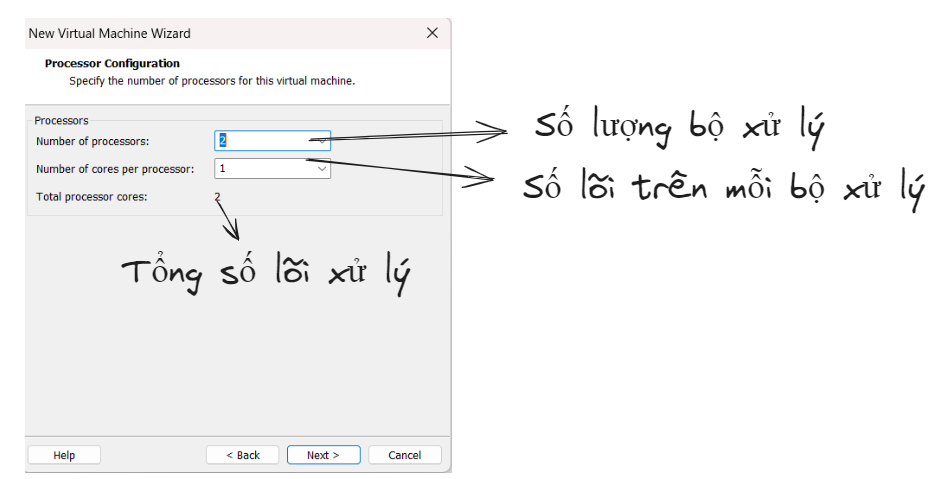 New Virtual Machine Wizard
Processor Configuration
Specify the number of processors for this virtual machine.
Processors
Number of processors: 2
Số lượng bộ xử lý
Number of cores per processor: 1
Số lõi trên mỗi bộ xử lý
Total processor cores: 2
Tổng số lõi xử lý
Help < Back Next > Cancel